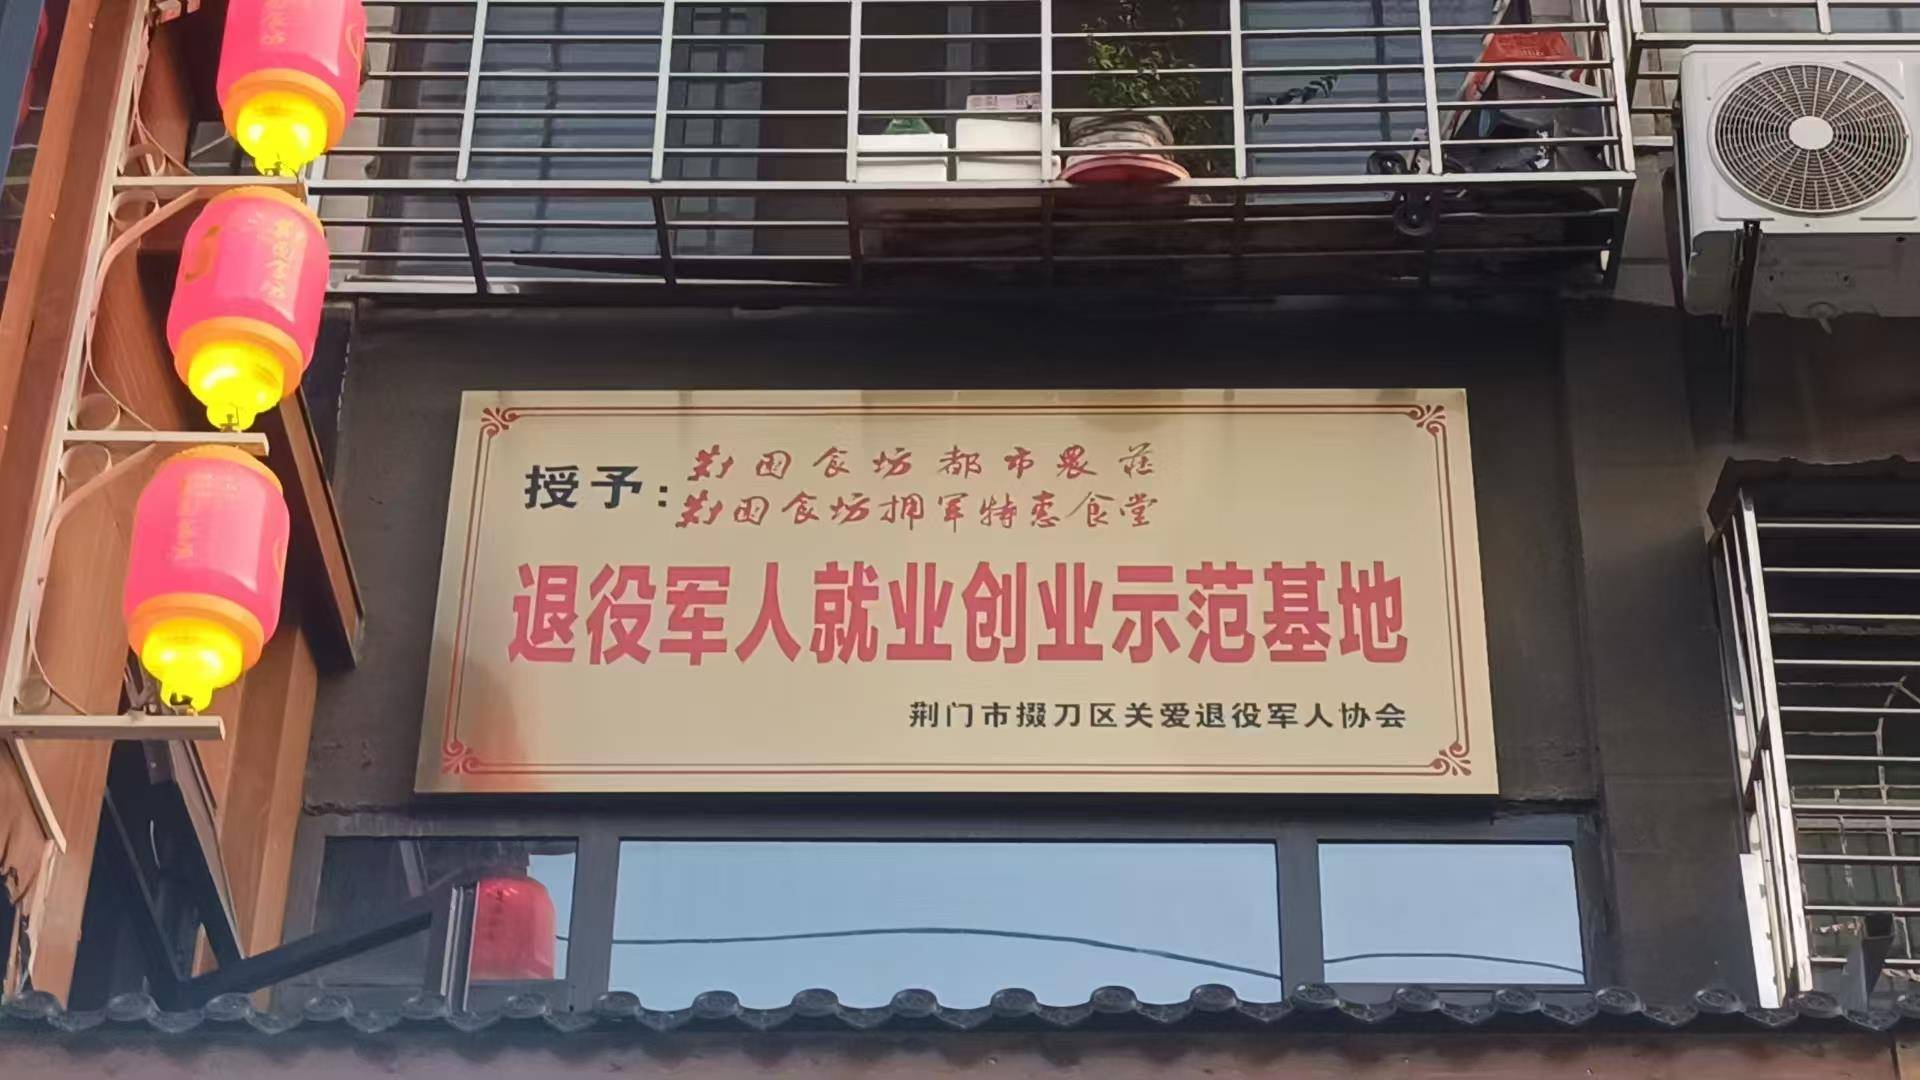 授予:
荆国食坊都市农庄
荆国食坊拥军特惠食堂
退役军人就业创业示范基地
荆门市掇刀区关爱退役军人协会